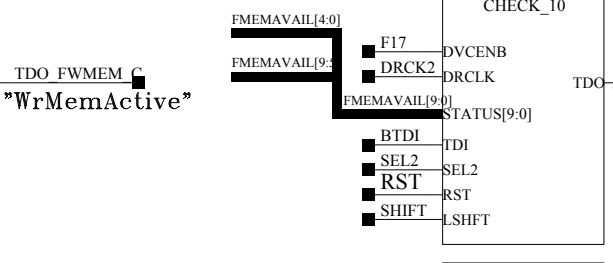 CHECK_10
FMEMAVAIL[4:0]
F17
DVCENB
FMEMAVAIL[9:5
DRCK2
DRCLK
TDO_FWMEM_C
TDO
"WrMemActive"
FMEMAVAIL[9:0]
STATUS[9:0]
BTDI
TDI
SEL2
SEL2
RST
RST
SHIFT
LSHFT